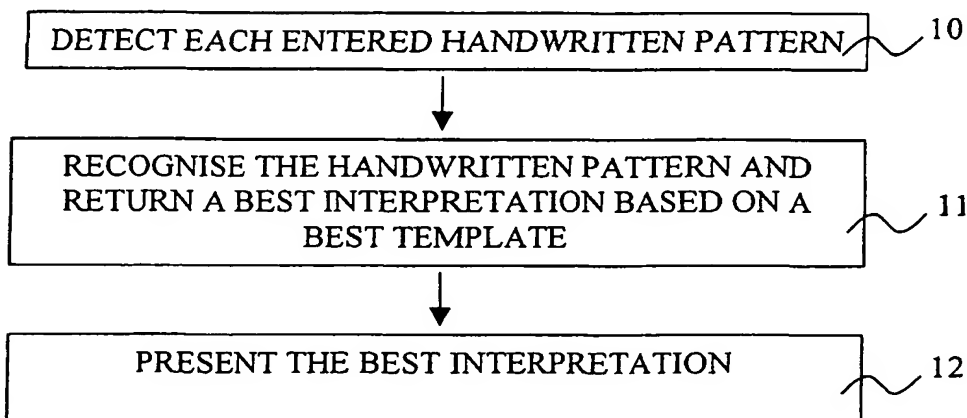 DETECT EACH ENTERED HANDWRITTEN PATTERN
10
RECOGNISE THE HANDWRITTEN PATTERN AND
RETURN A BEST INTERPRETATION BASED ON A
BEST TEMPLATE
11
PRESENT THE BEST INTERPRETATION
12